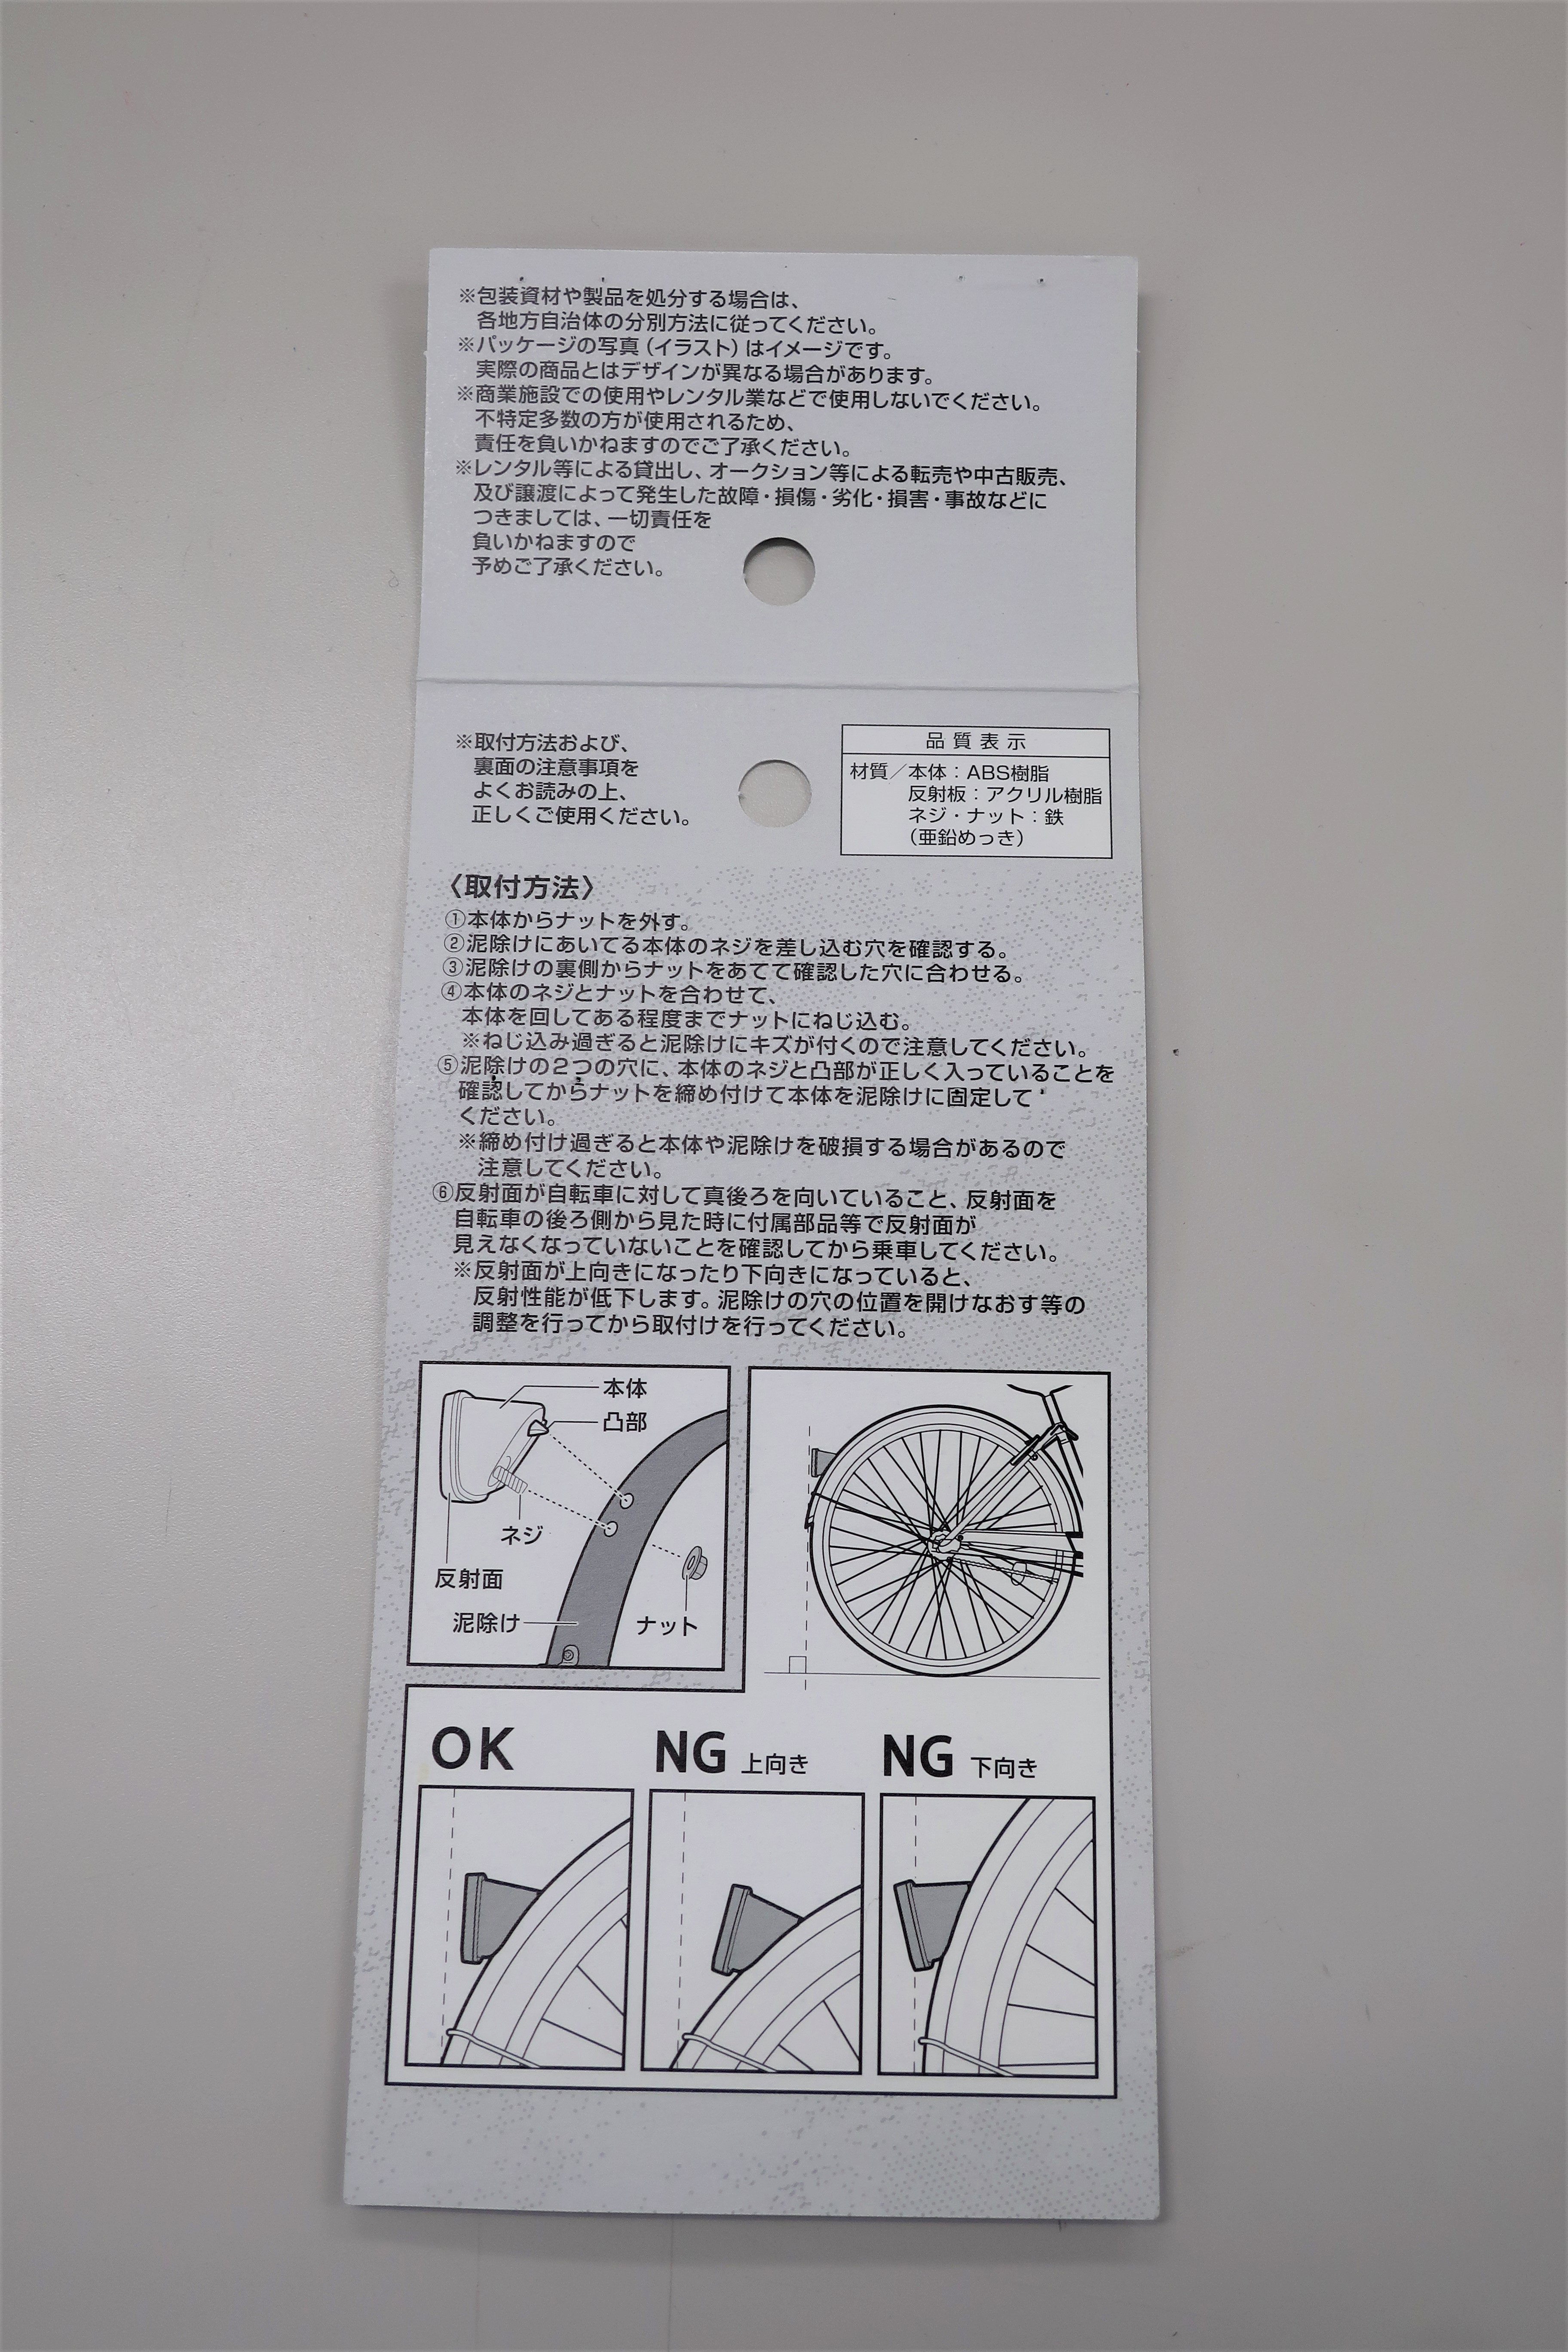 ※包装資材や製品を処分する場合は、
各地方自治体の分別方法に従ってください。
※パッケージの写真（イラスト）はイメージです。
実際の商品とはデザインが異なる場合があります。
※商業施設での使用やレンタル業などで使用しないでください。
不特定多数の方が使用されるため、
責任を負いかねますのでご了承ください。
※レンタル等による貸出し、オークション等による転売や中古販売、
及び譲渡によって発生した故障・損傷・劣化・損害・事故などに
つきましては、一切責任を
負いかねますので
予めご了承ください。
※取付方法および、
裏面の注意事項を
よくお読みの上、
正しくご使用ください。
品質表示
材質／本体：ABS樹脂
反射板：アクリル樹脂
ネジ・ナット：鉄
（亜鉛めっき）
〈取付方法〉
①本体からナットを外す。
②泥除けにあいてる本体のネジを差し込む穴を確認する。
③泥除けの裏側からナットをあてて確認した穴に合わせる。
④本体のネジとナットを合わせて、
本体を回してある程度までナットにねじ込む。
※ねじ込み過ぎると泥除けにキズが付くので注意してください。
⑤泥除けの2つの穴に、本体のネジと凸部が正しく入っていることを
確認してからナットを締め付けて本体を泥除けに固定して
ください。
※締め付け過ぎると本体や泥除けを破損する場合があるので
注意してください。
⑥反射面が自転車に対して真後ろを向いていること、反射面を
自転車の後ろ側から見た時に付属部品等で反射面が
見えなくなっていないことを確認してから乗車してください。
※反射面が上向きになったり下向きになっていると、
反射性能が低下します。泥除けの穴の位置を開けなおす等の
調整を行ってから取付けを行ってください。
本体
凸部
ネジ
反射面
泥除け
ナット
OK
NG 上向き
NG 下向き